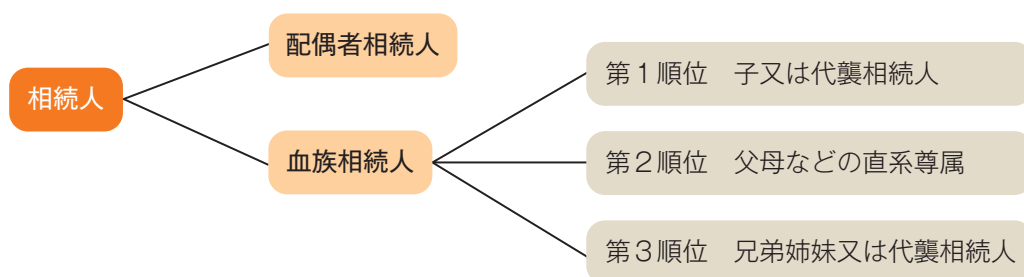 相続人
配偶者相続人
血族相続人
第１順位　子又は代襲相続人
第２順位　父母などの直系尊属
第３順位　兄弟姉妹又は代襲相続人